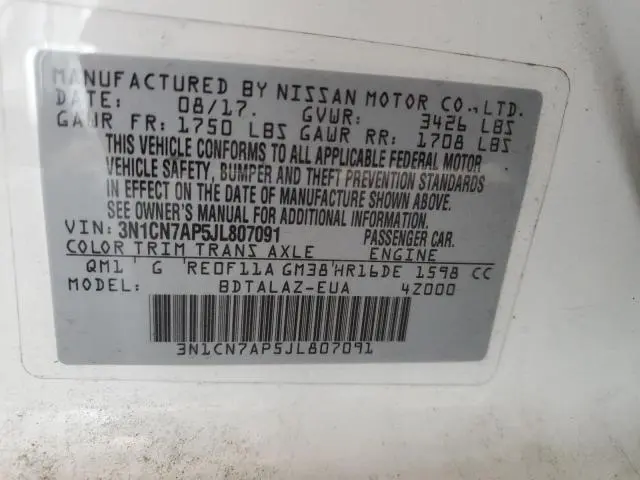 MANUFACTURED BY NISSAN MOTOR CO.,LTD.
DATE: 08/17. GVWR: 3426 LBS
GAWR FR: 1750 LBS GAWR RR: 1708 LBS
THIS VEHICLE CONFORMS TO ALL APPLICABLE FEDERAL MOTOR
VEHICLE SAFETY, BUMPER AND THEFT PREVENTION STANDARDS
IN EFFECT ON THE DATE OF MANUFACTURE SHOWN ABOVE.
SEE OWNER'S MANUAL FOR ADDITIONAL INFORMATION.
VIN: 3N1CN7AP5JL807091 PASSENGER CAR.
COLOR TRIM TRANS AXLE ENGINE
QM1 G RE0F11A GM38 HR16DE 1598 CC
MODEL: BDTALAZ-EUA 4Z000
3N1CN7AP5JL807091